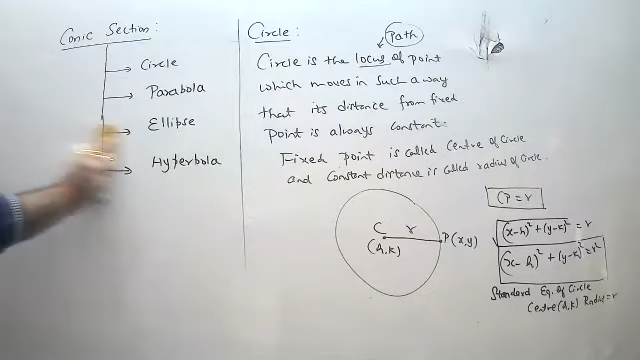 Conic Section:
Circle
Parabola
Ellipse
Hyperbola
Circle:
Path
Circle is the locus of point
which moves in such a way
that its distance from fixed
point is always constant.
Fixed point is called Centre of Circle
and Constant distance is called radius of Circle.
C
r
P(x,y)
(h,k)
CP = r
√(x-h)²+(y-k)² = r
(x-h)²+(y-k)²=r²
Standard Eq. of Circle
Centre(h,k) Radius=r